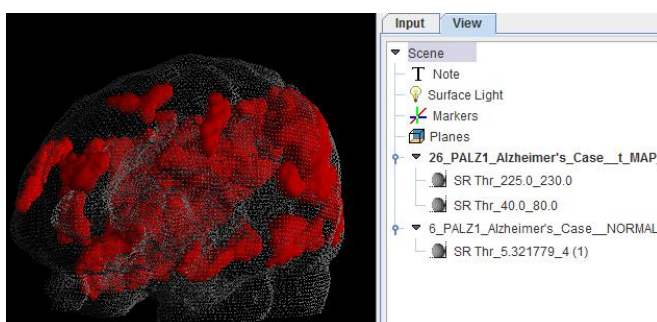 Input View
Scene
Note
Surface Light
Markers
Planes
26_PALZ1_Alzheimer's_Case__t_MAP_
SR Thr_225.0_230.0
SR Thr_40.0_80.0
6_PALZ1_Alzheimer's_Case__NORMAL
SR Thr_5.321779_4 (1)